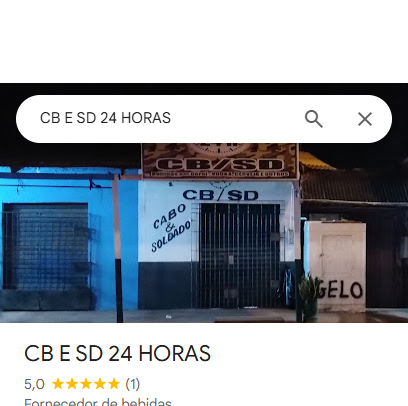 CB E SD 24 HORAS
CB/SD
CB/SD
CABO
&
SOLDADO
GELO
CB E SD 24 HORAS
5,0 (1)
Fornecedor de bebidas